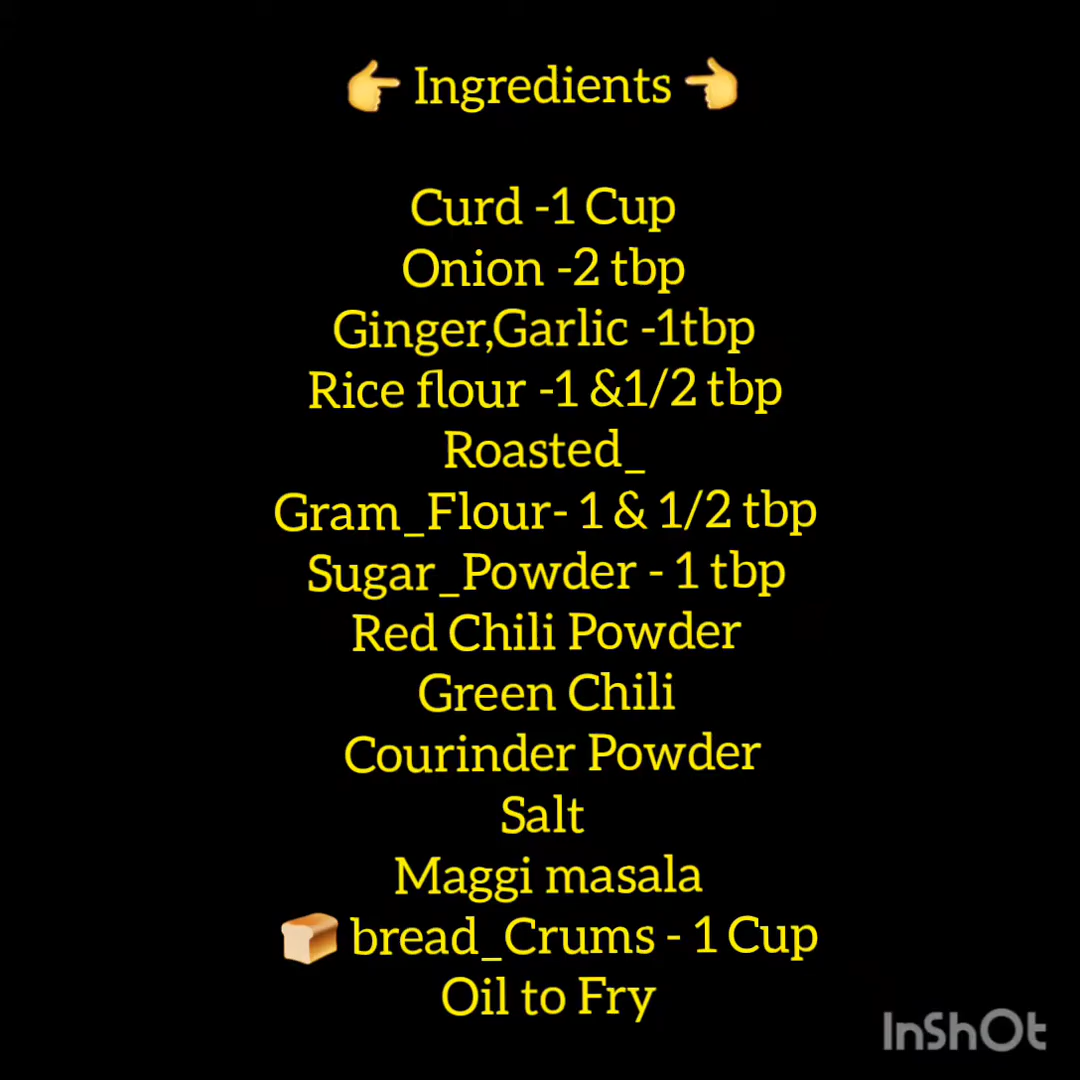 👉 Ingredients 👈
Curd -1 Cup
Onion -2 tbp
Ginger,Garlic -1tbp
Rice flour -1 &1/2 tbp
Roasted_
Gram_Flour- 1 & 1/2 tbp
Sugar_Powder - 1 tbp
Red Chili Powder
Green Chili
Courinder Powder
Salt
Maggi masala
🍞 bread_Crums - 1 Cup
Oil to Fry
InShOt